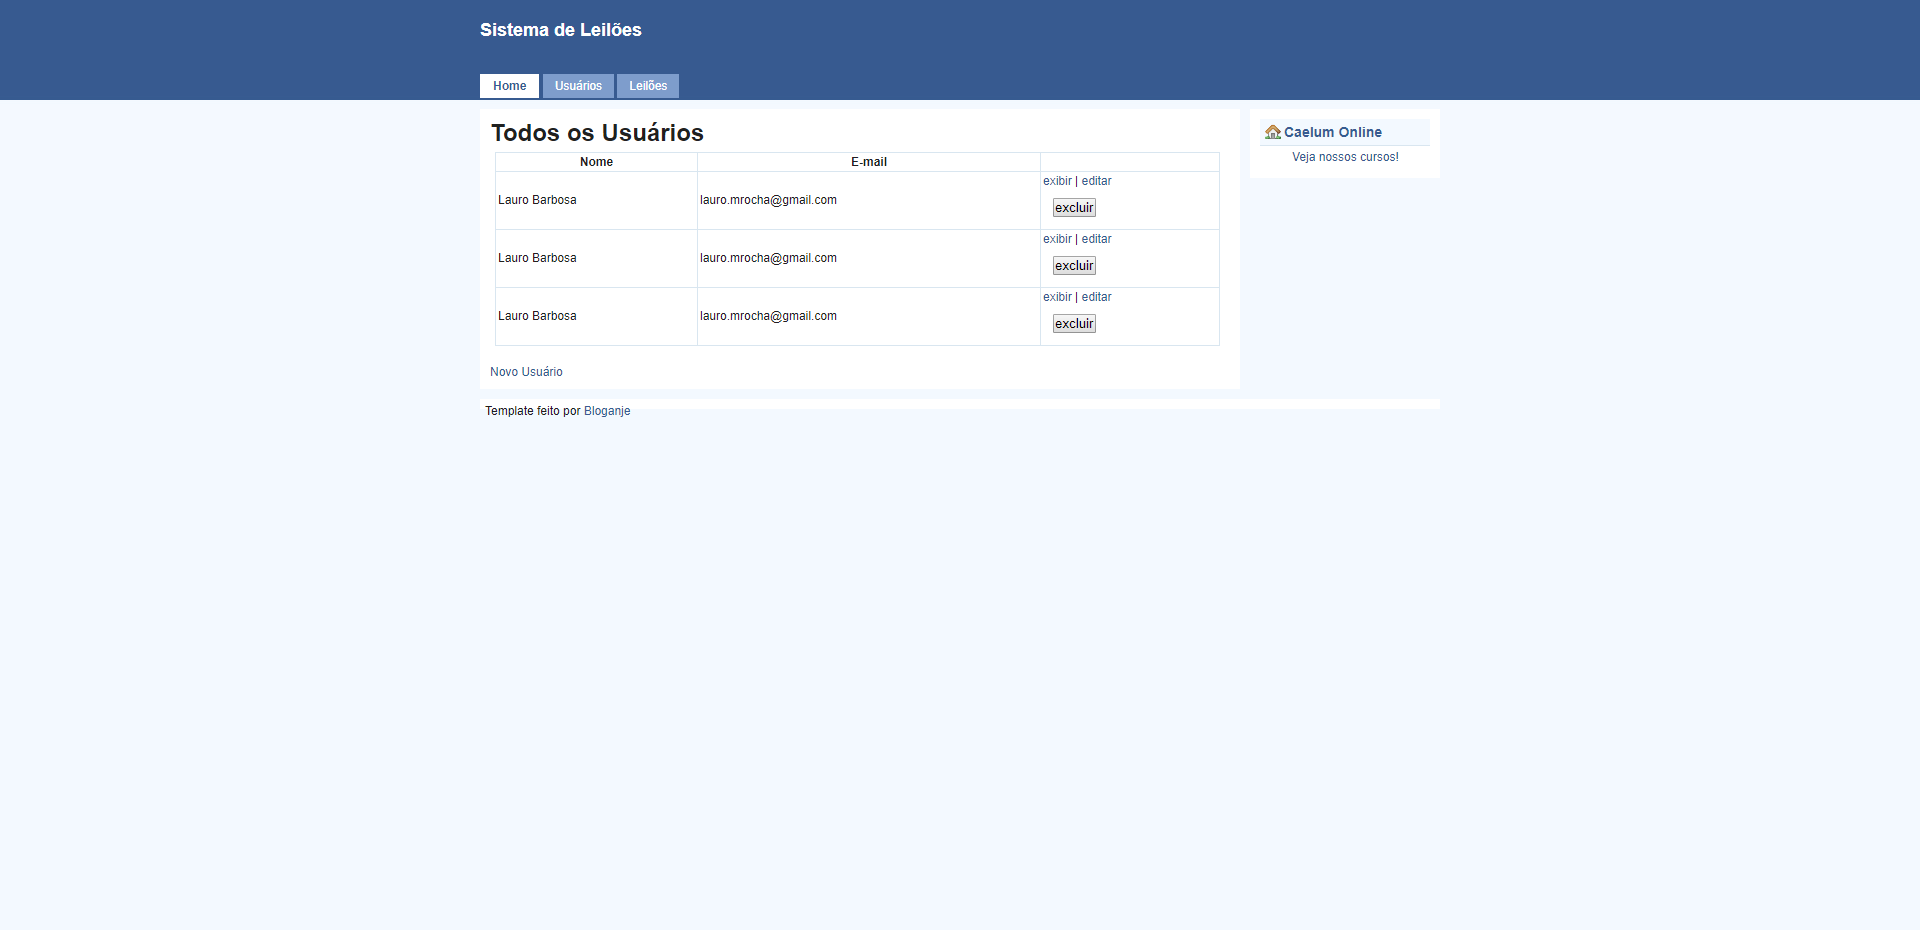 Sistema de Leilões
Home Usuários Leilões
Todos os Usuários
Nome E-mail
Lauro Barbosa lauro.mrocha@gmail.com exibir | editar
excluir
Lauro Barbosa lauro.mrocha@gmail.com exibir | editar
excluir
Lauro Barbosa lauro.mrocha@gmail.com exibir | editar
excluir
Novo Usuário
Caelum Online
Veja nossos cursos!
Template feito por Bloganje